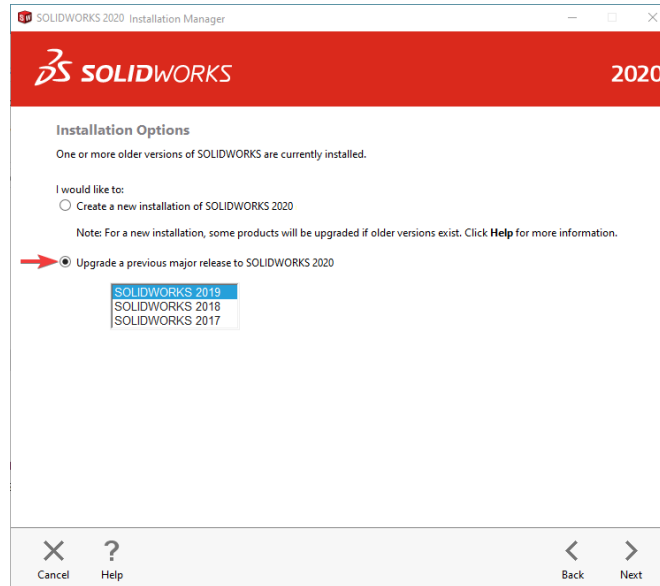 SOLIDWORKS 2020 Installation Manager
SOLIDWORKS 2020
Installation Options
One or more older versions of SOLIDWORKS are currently installed.
I would like to:
Create a new installation of SOLIDWORKS 2020
Note: For a new installation, some products will be upgraded if older versions exist. Click Help for more information.
Upgrade a previous major release to SOLIDWORKS 2020
SOLIDWORKS 2019
SOLIDWORKS 2018
SOLIDWORKS 2017
Cancel Help Back Next